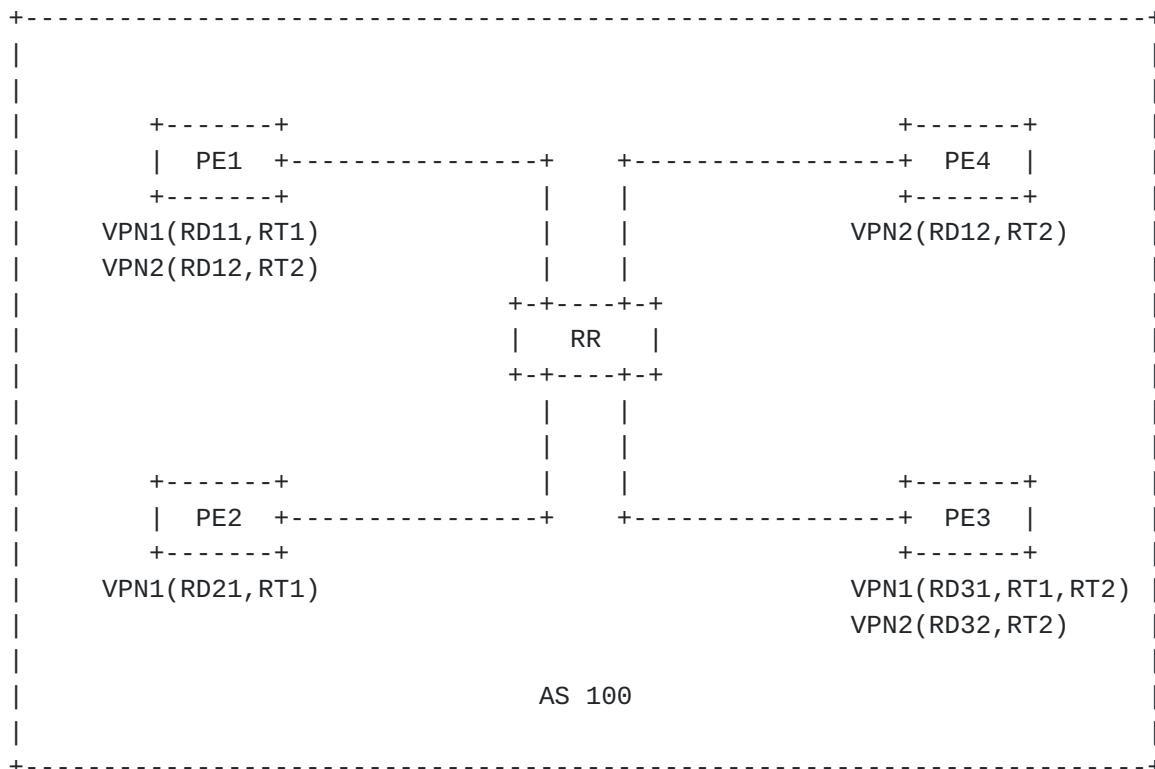 PE1 PE4
VPN1(RD11,RT1) VPN2(RD12,RT2)
VPN2(RD12,RT2)
RR
PE2 PE3
VPN1(RD21,RT1) VPN1(RD31,RT1,RT2)
VPN2(RD32,RT2)
AS 100